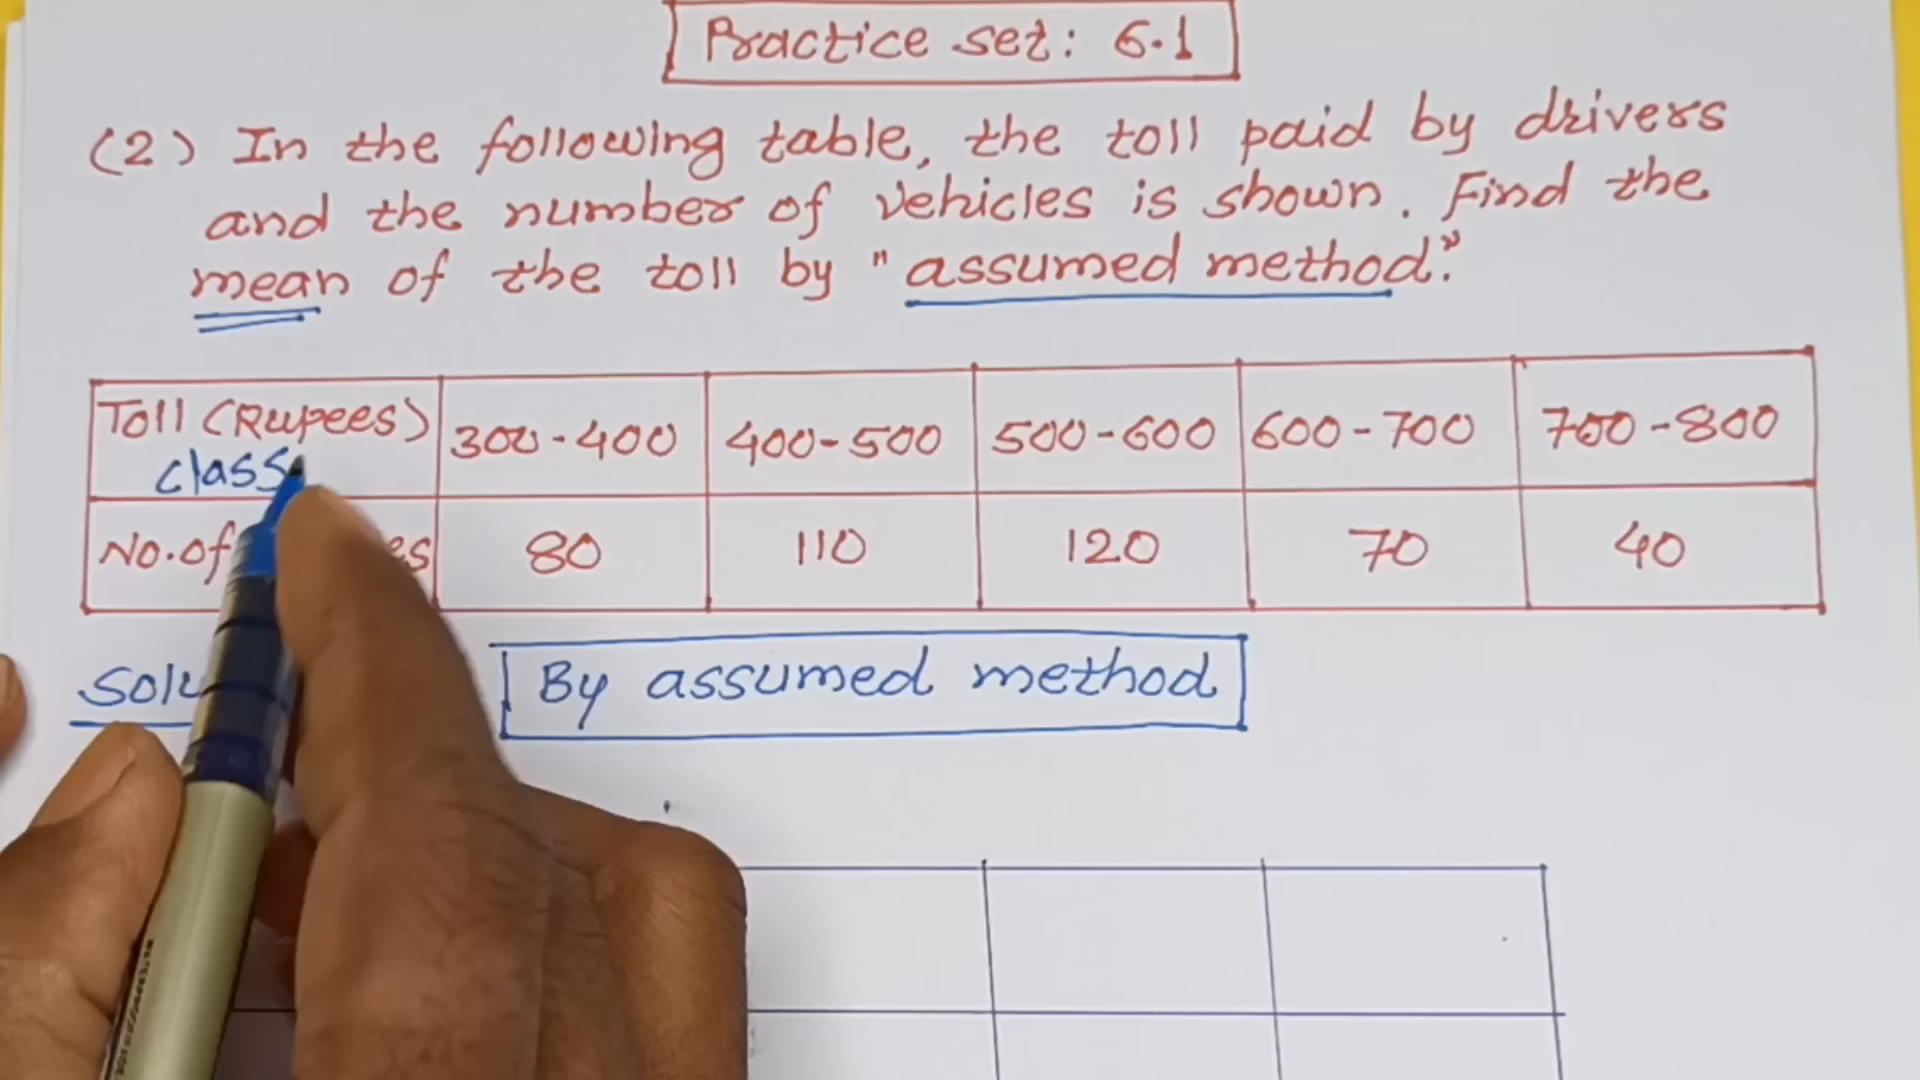 Practice set: 6.1
(2) In the following table, the toll paid by drivers
and the number of vehicles is shown. Find the
mean of the toll by "assumed method."
Toll (Rupees) 300-400 400-500 500-600 600-700 700-800
class
No. of 80 110 120 70 40
By assumed method